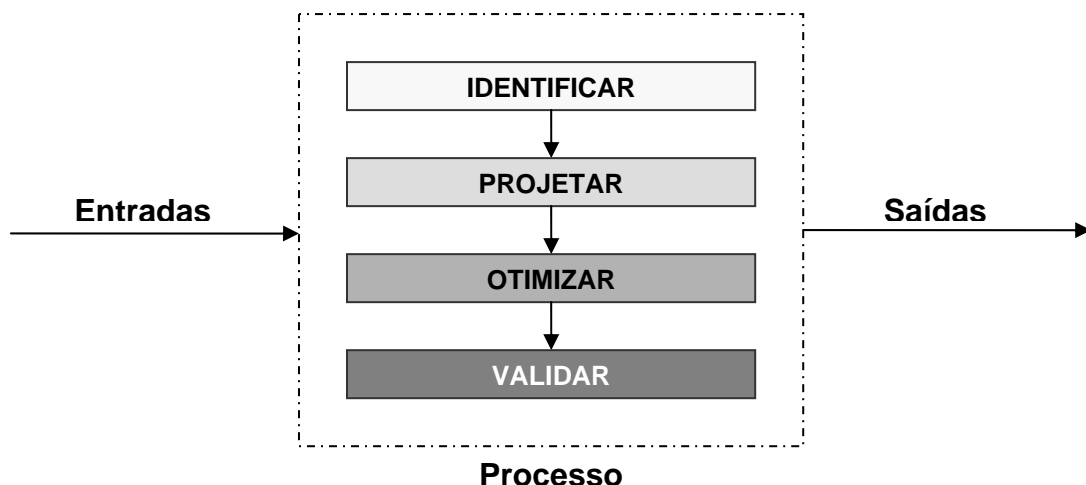 IDENTIFICAR
PROJETAR
Entradas
Saídas
OTIMIZAR
VALIDAR
Processo